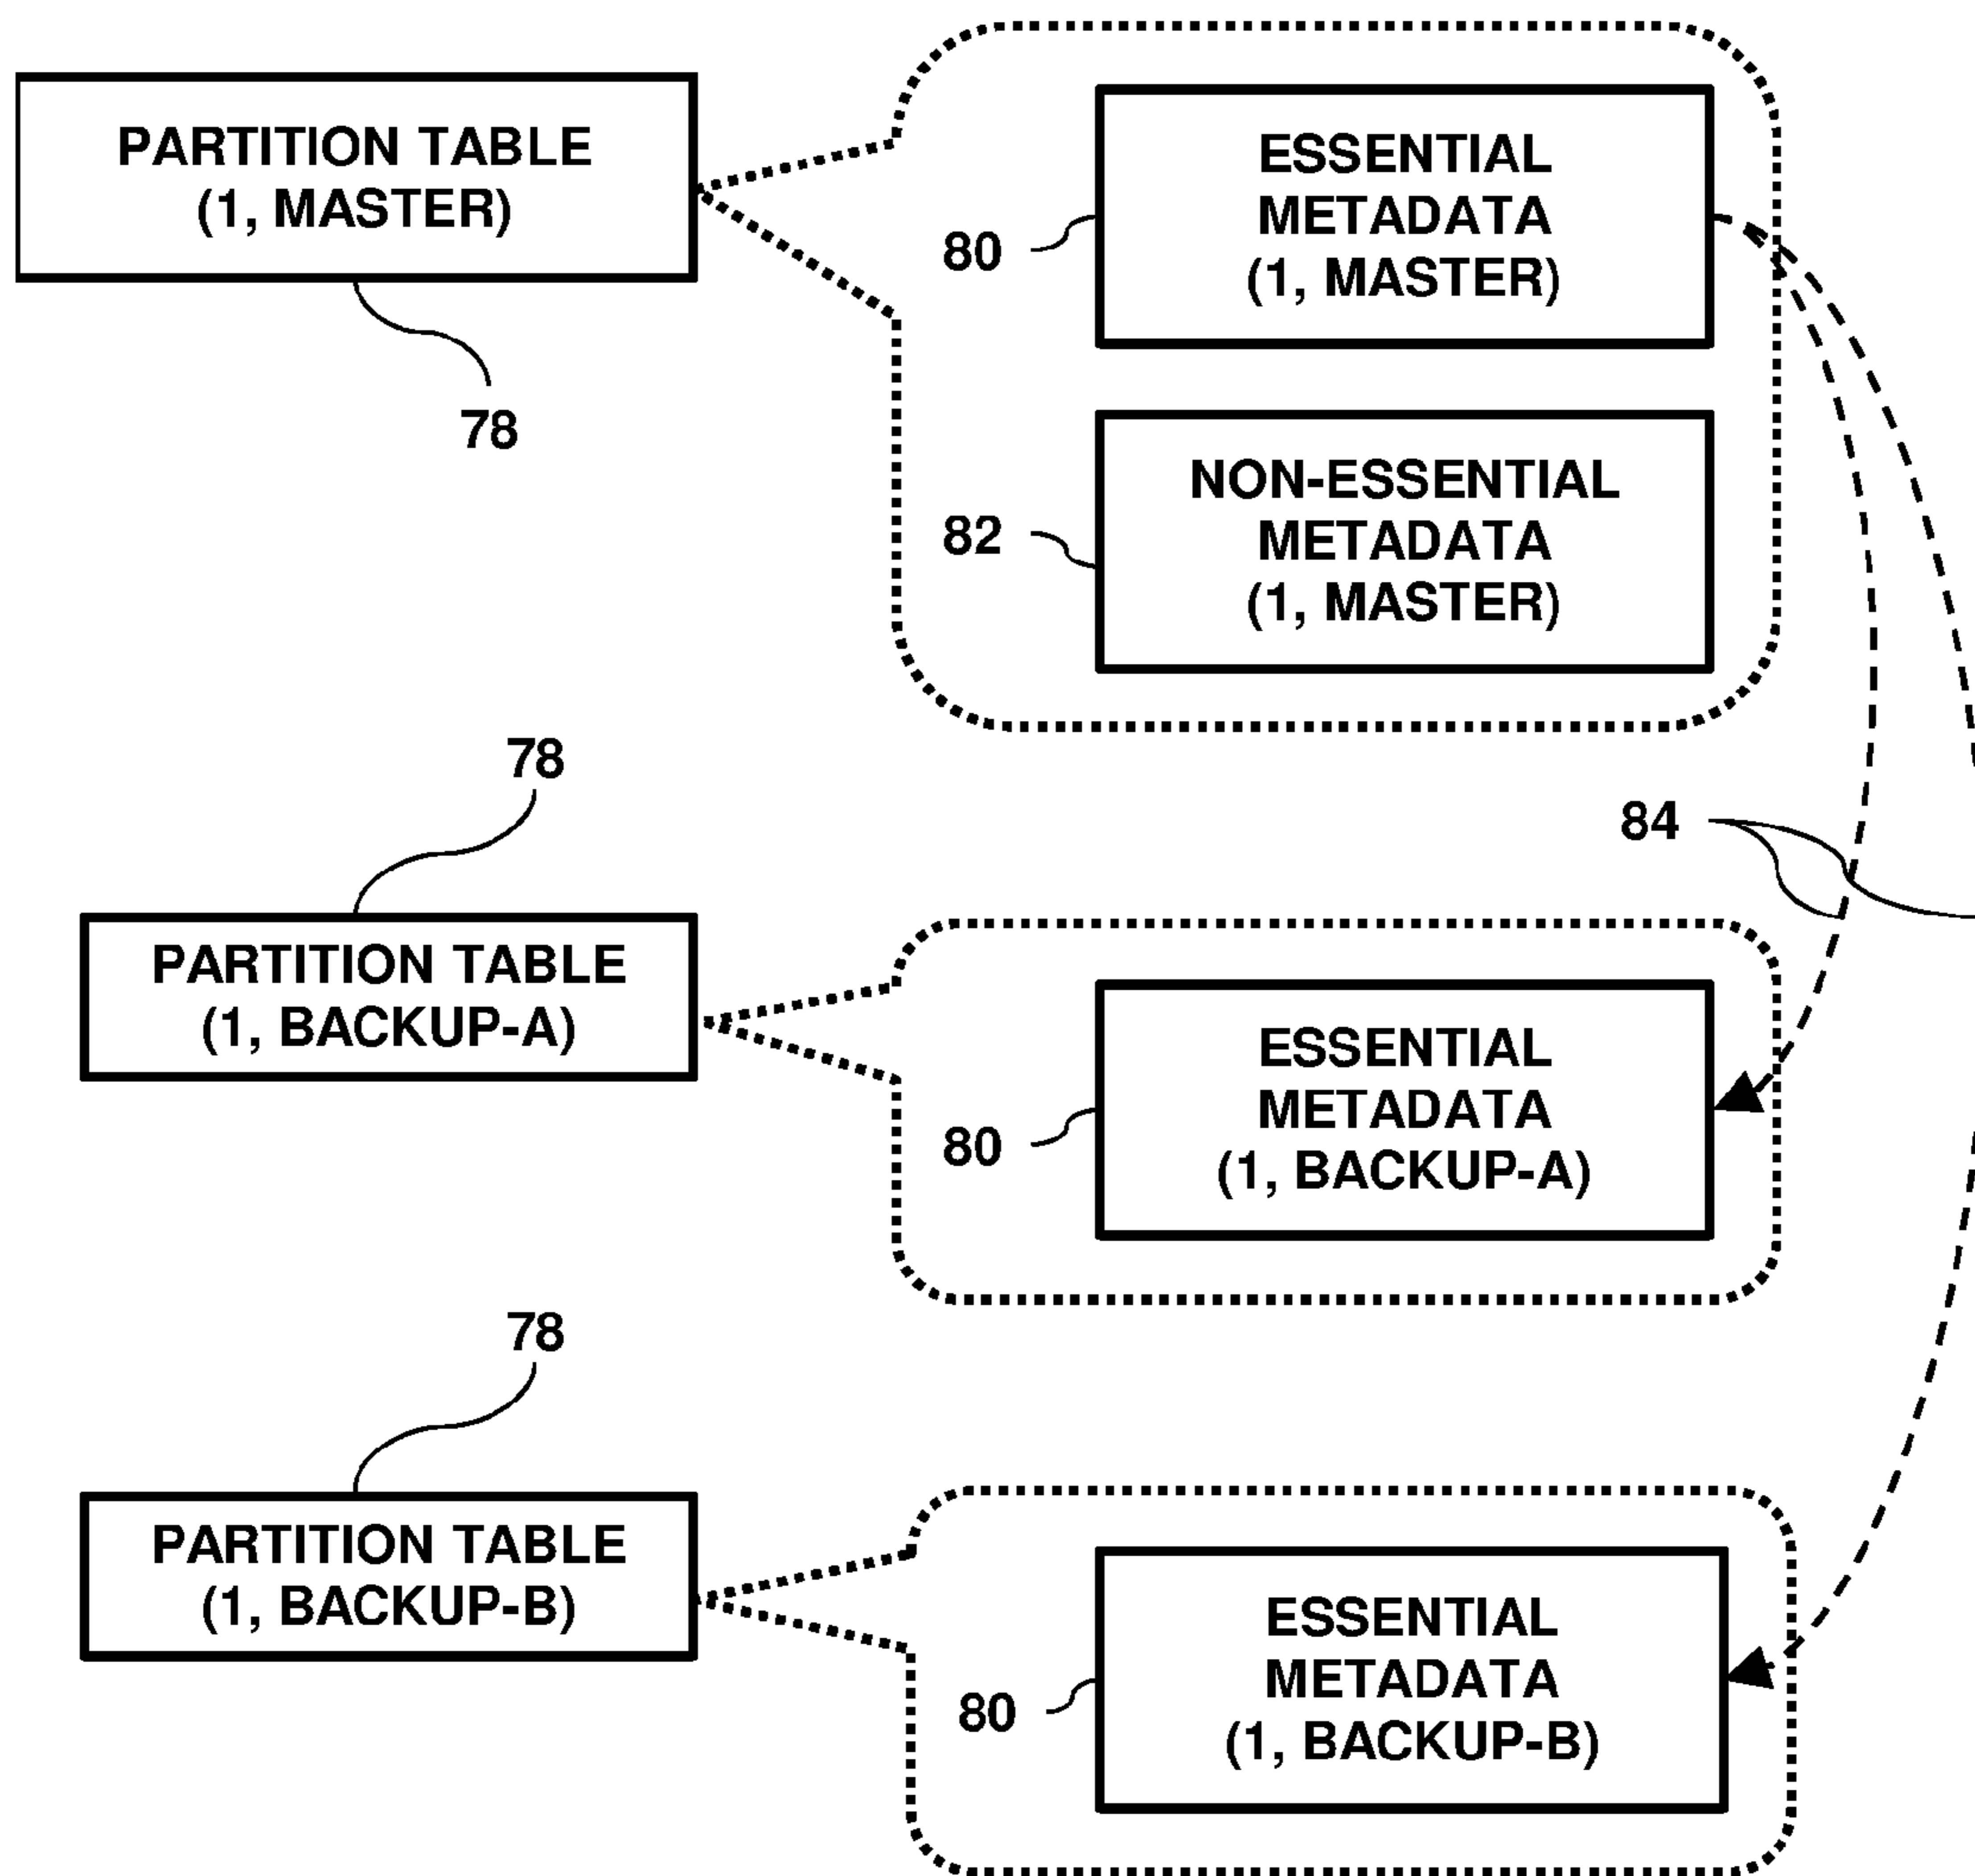 PARTITION TABLE
(1, MASTER)
78
ESSENTIAL
METADATA
(1, MASTER)
80
NON-ESSENTIAL
METADATA
(1, MASTER)
82
84
78
PARTITION TABLE
(1, BACKUP-A)
ESSENTIAL
METADATA
(1, BACKUP-A)
80
78
PARTITION TABLE
(1, BACKUP-B)
ESSENTIAL
METADATA
(1, BACKUP-B)
80